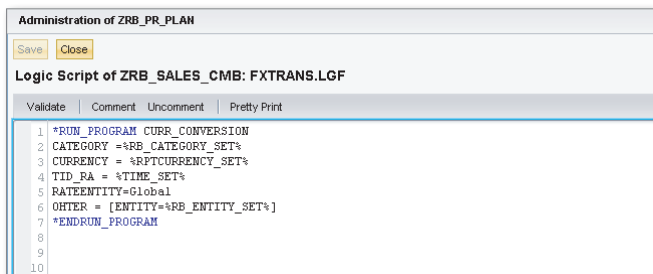 Administration of ZRB_PR_PLAN
Save Close
Logic Script of ZRB_SALES_CMB: FXTRANS.LGF
Validate Comment Uncomment Pretty Print
1 *RUN_PROGRAM CURR_CONVERSION
2 CATEGORY =%RB_CATEGORY_SET%
3 CURRENCY = %RPTCURRENCY_SET%
4 TID_RA = %TIME_SET%
5 RATEENTITY=Global
6 OHTER = [ENTITY=%RB_ENTITY_SET%]
7 *ENDRUN_PROGRAM
8
9
10